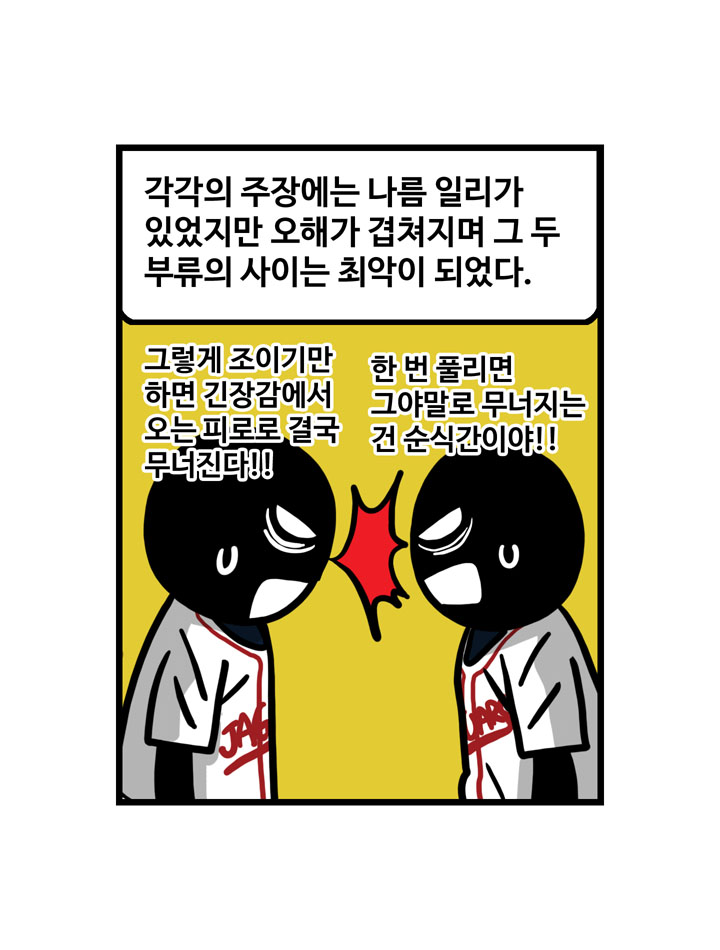 각각의 주장에는 나름 일리가
있었지만 오해가 겹쳐지며 그 두
부류의 사이는 최악이 되었다.
그렇게 조이기만
하면 긴장감에서
오는 피로로 결국
무너진다!!
한 번 풀리면
그야말로 무너지는
건 순식간이야!!
JAG
UARS